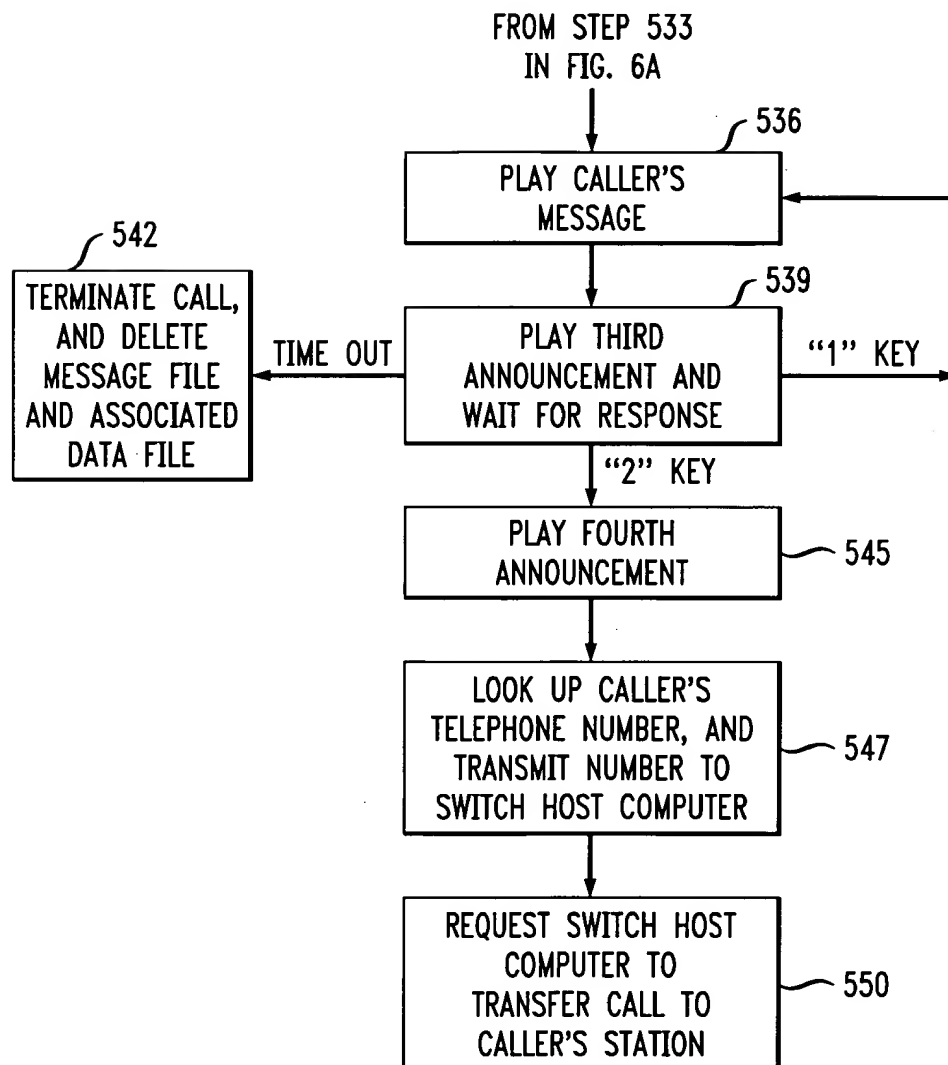 FROM STEP 533
IN FIG. 6A
536
PLAY CALLER'S
MESSAGE
542
TERMINATE CALL,
AND DELETE
MESSAGE FILE
AND ASSOCIATED
DATA FILE
TIME OUT
539
PLAY THIRD
ANNOUNCEMENT AND
WAIT FOR RESPONSE
“1” KEY
“2” KEY
PLAY FOURTH
ANNOUNCEMENT
545
LOOK UP CALLER'S
TELEPHONE NUMBER, AND
TRANSMIT NUMBER TO
SWITCH HOST COMPUTER
547
REQUEST SWITCH HOST
COMPUTER TO
TRANSFER CALL TO
CALLER'S STATION
550